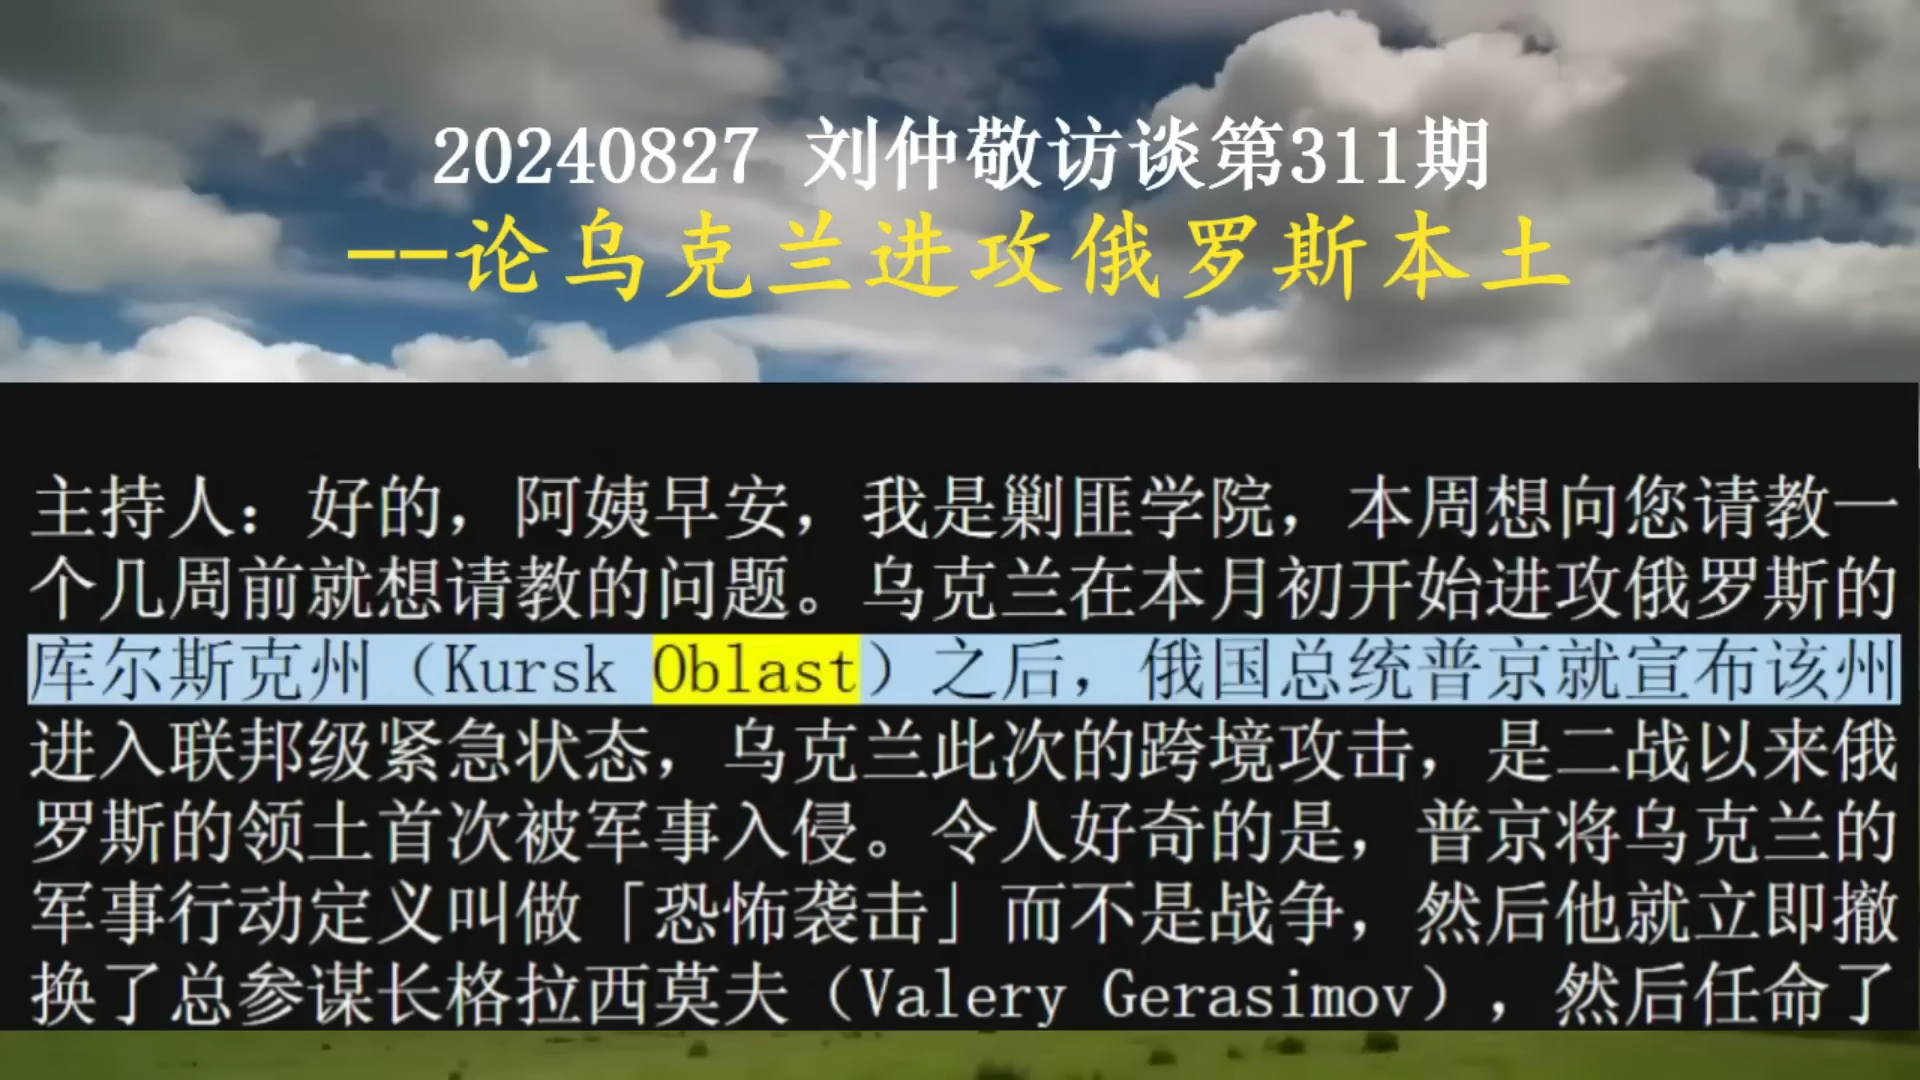 20240827 刘仲敬访谈第311期
--论乌克兰进攻俄罗斯本土
主持人：好的，阿姨早安，我是剿匪学院，本周想向您请教一
个几周前就想请教的问题。乌克兰在本月初开始进攻俄罗斯的
库尔斯克州（Kursk Oblast）之后，俄国总统普京就宣布该州
进入联邦级紧急状态，乌克兰此次的跨境攻击，是二战以来俄
罗斯的领土首次被军事入侵。令人好奇的是，普京将乌克兰的
军事行动定义叫做「恐怖袭击」而不是战争，然后他就立即撤
换了总参谋长格拉西莫夫（Valery Gerasimov），然后任命了